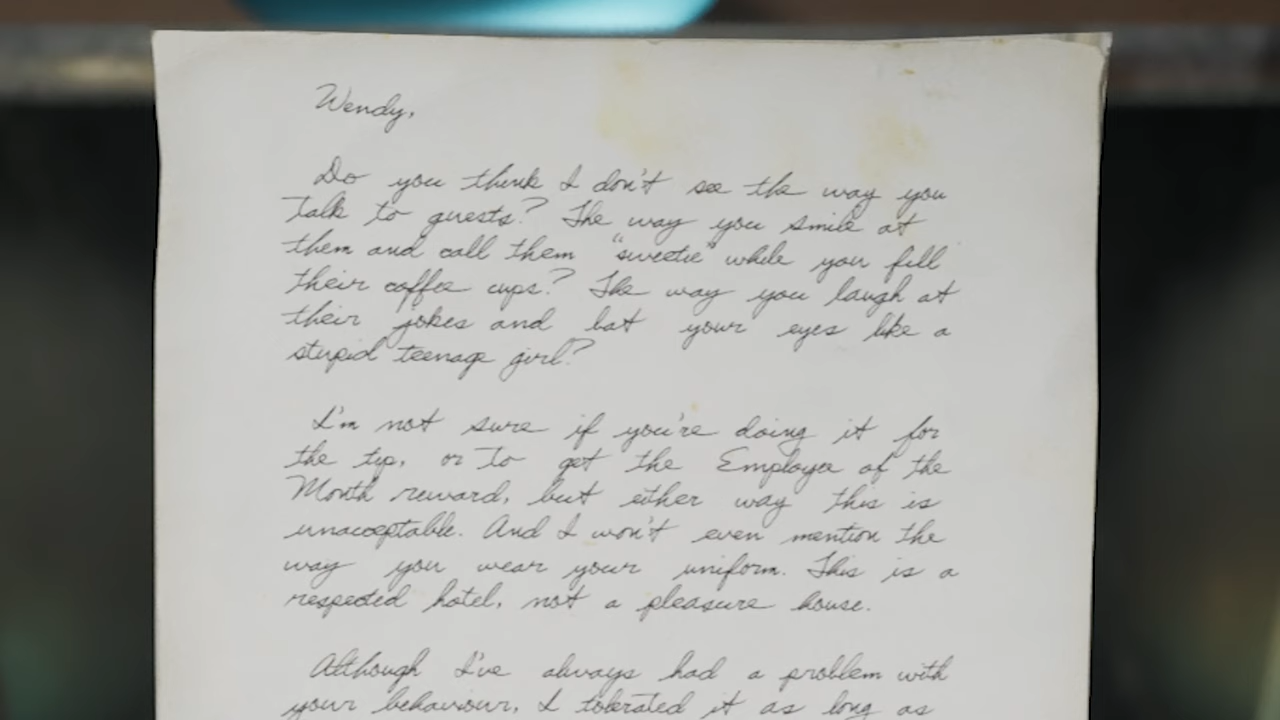 Wendy,
Do you think I don't see the way you
talk to guests? The way you smile at
them and call them "sweetie" while you fill
their coffee cups? The way you laugh at
their jokes and bat your eyes like a
stupid teenage girl?
I'm not sure if you're doing it for
the tip, or to get the Employee of the
Month reward, but either way this is
unacceptable. And I won't even mention the
way you wear your uniform. This is a
respected hotel, not a pleasure house.
Although I've always had a problem with
your behaviour, I tolerated it as long as